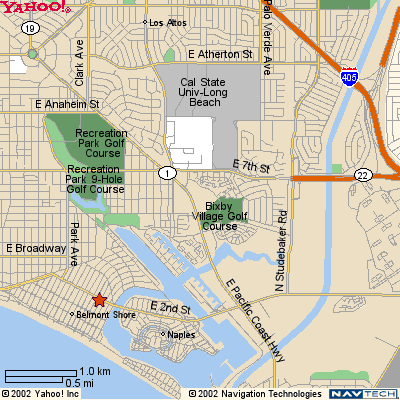 YAHOO!
19
Los Altos
Clark Ave
Palo Verde Ave
E Atherton St
405
Cal State
Univ-Long
Beach
E Anaheim St
Recreation
Park Golf
Course
E 7th St
Recreation
Park 9-Hole
Golf Course
1
22
Bixby
Village Golf
Course
Park Ave
N Studebaker Rd
E Broadway
E Pacific Coast Hwy
E 2nd St
Belmont Shore
Naples
1.0 km
0.5 mi
©2002 Yahoo! Inc
©2002 Navigation Technologies
NAVTECH